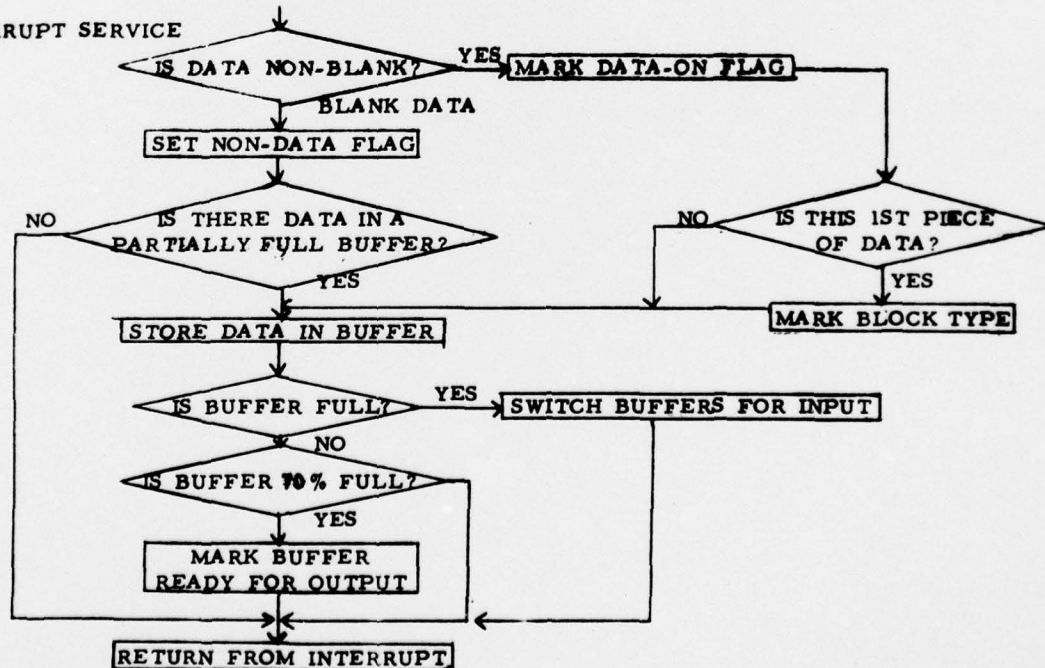 RUPT SERVICE
IS DATA NON-BLANK?
YES
MARK DATA-ON FLAG
BLANK DATA
SET NON-DATA FLAG
NO
IS THERE DATA IN A
PARTIALLY FULL BUFFER?
YES
NO
IS THIS 1ST PIECE
OF DATA?
YES
MARK BLOCK TYPE
STORE DATA IN BUFFER
IS BUFFER FULL?
YES
SWITCH BUFFERS FOR INPUT
NO
IS BUFFER 70% FULL?
YES
MARK BUFFER
READY FOR OUTPUT
RETURN FROM INTERRUPT